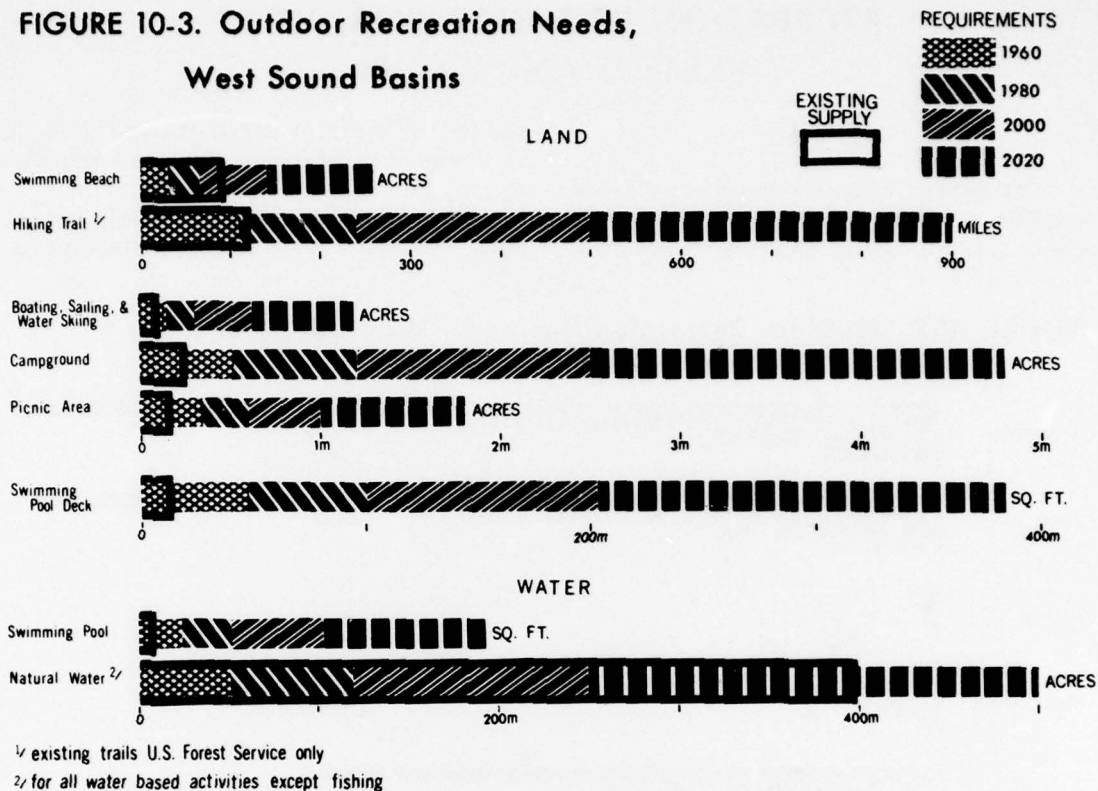 FIGURE 10-3. Outdoor Recreation Needs,
West Sound Basins
REQUIREMENTS
1960
1980
2000
2020
EXISTING
SUPPLY
LAND
Swimming Beach
ACRES
Hiking Trail 1/
MILES
0 300 600 900
Boating, Sailing, &
Water Skiing
ACRES
Campground
ACRES
Picnic Area
ACRES
0 1m 2m 3m 4m 5m
Swimming
Pool Deck
SQ. FT.
0 200m 400m
WATER
Swimming Pool
SQ. FT.
Natural Water 2/
ACRES
0 200m 400m
1/ existing trails U.S. Forest Service only
2/ for all water based activities except fishing